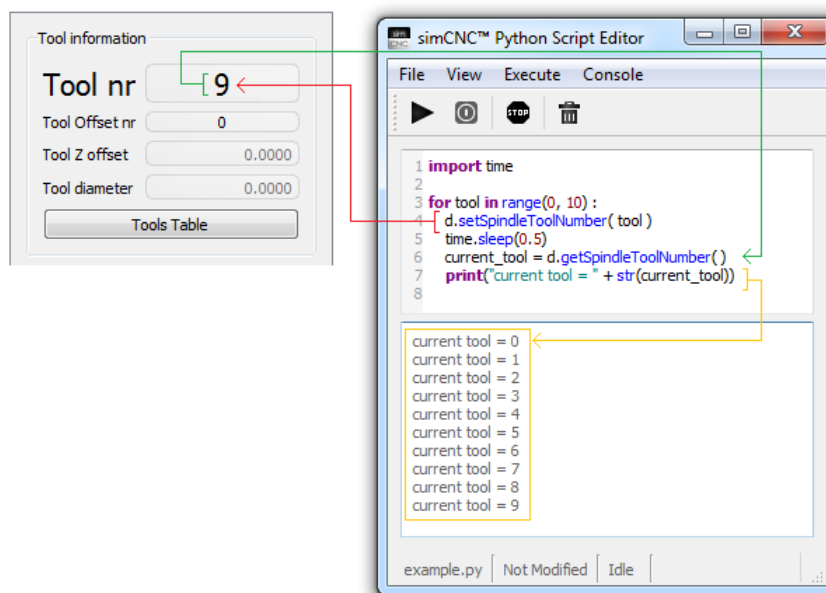 Tool information
Tool nr 9
Tool Offset nr 0
Tool Z offset 0.0000
Tool diameter 0.0000
Tools Table
sim CNC simCNC™ Python Script Editor
File View Execute Console
STOP
1 import time
2
3 for tool in range(0, 10) :
4 d.setSpindleToolNumber( tool )
5 time.sleep(0.5)
6 current_tool = d.getSpindleToolNumber( )
7 print("current tool = " + str(current_tool))
8
current tool = 0
current tool = 1
current tool = 2
current tool = 3
current tool = 4
current tool = 5
current tool = 6
current tool = 7
current tool = 8
current tool = 9
example.py Not Modified Idle